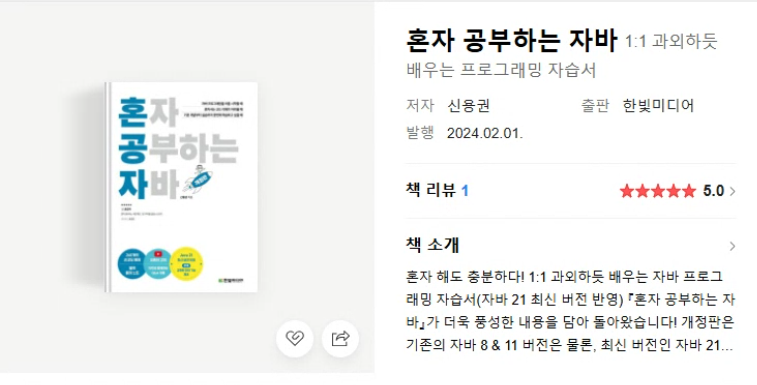 혼자
공부하는
자바
한빛미디어
혼자 공부하는 자바 1:1 과외하듯
배우는 프로그래밍 자습서
저자 신용권 출판 한빛미디어
발행 2024.02.01.
책 리뷰 1 5.0
책 소개
혼자 해도 충분하다! 1:1 과외하듯 배우는 자바 프로그
래밍 자습서(자바 21 최신 버전 반영) 『혼자 공부하는 자
바』가 더욱 풍성한 내용을 담아 돌아왔습니다! 개정판은
기존의 자바 8 & 11 버전은 물론, 최신 버전인 자바 21...